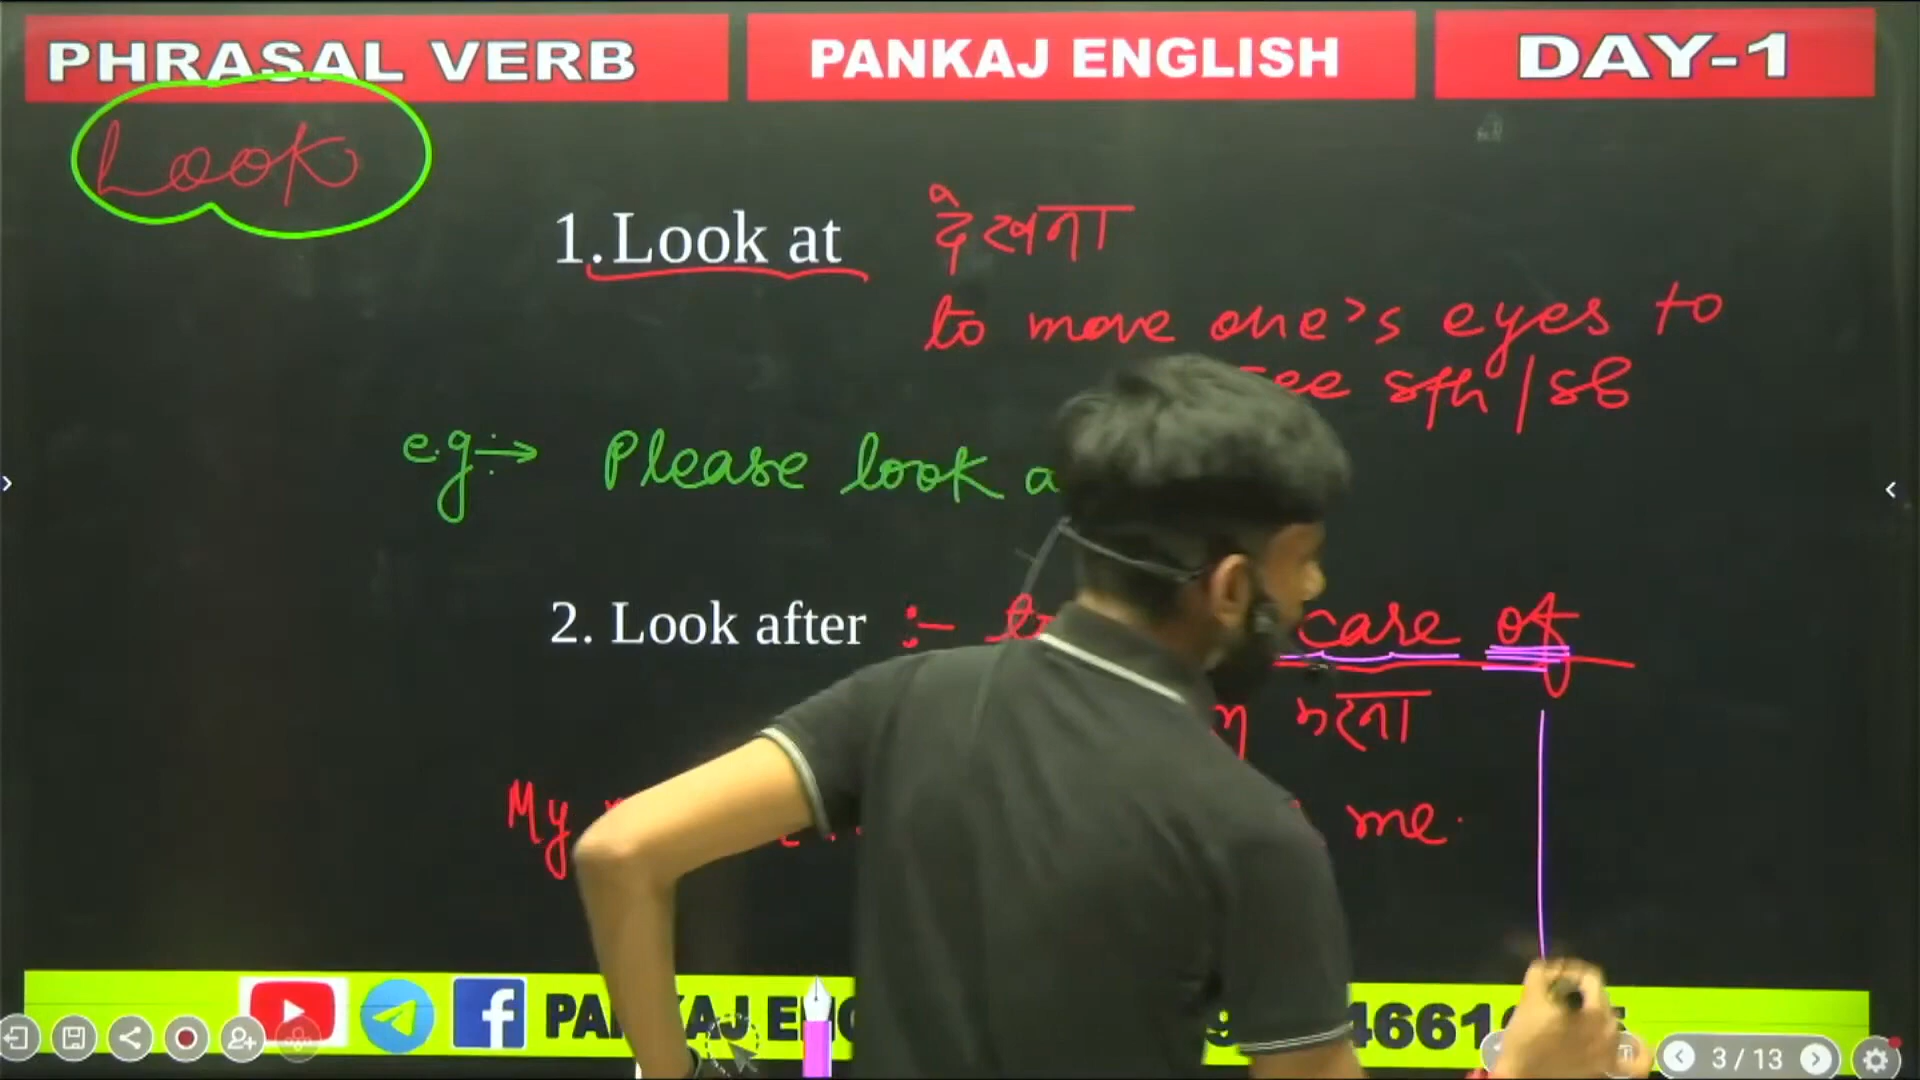 PHRASAL VERB
PANKAJ ENGLISH
DAY-1
Look
1. Look at देखना
to move one's eyes to
see sth/sb
e.g:→ Please look
2. Look after :- care of
करना
My me.
3 / 13